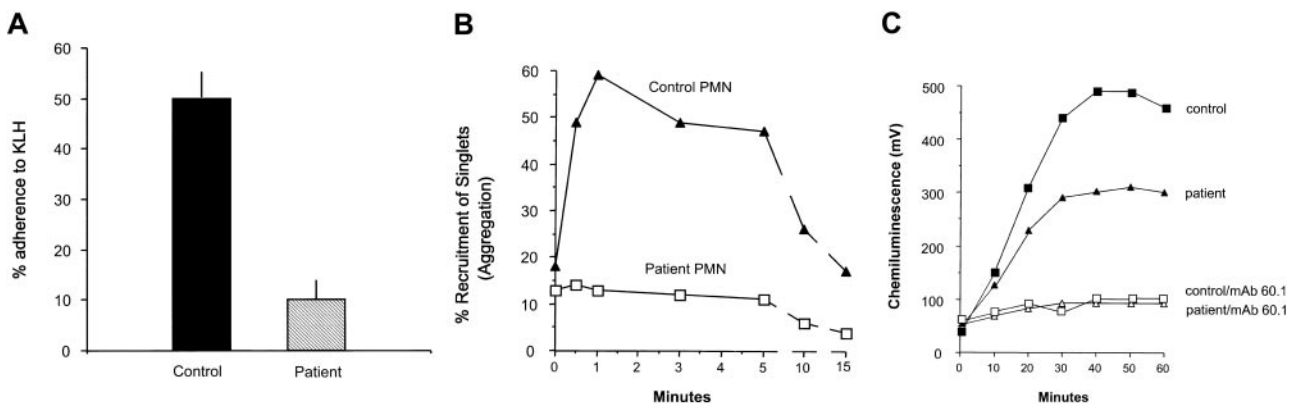 A
% adherence to KLH
60
50
40
30
20
10
0
Control
Patient
B
% Recruitment of Singlets
(Aggregation)
60
50
40
30
20
10
0
Control PMN
Patient PMN
0 1 2 3 4 5 10 15
Minutes
C
Chemiluminescence (mV)
500
400
300
200
100
0
control
patient
control/mAb 60.1
patient/mAb 60.1
0 10 20 30 40 50 60
Minutes